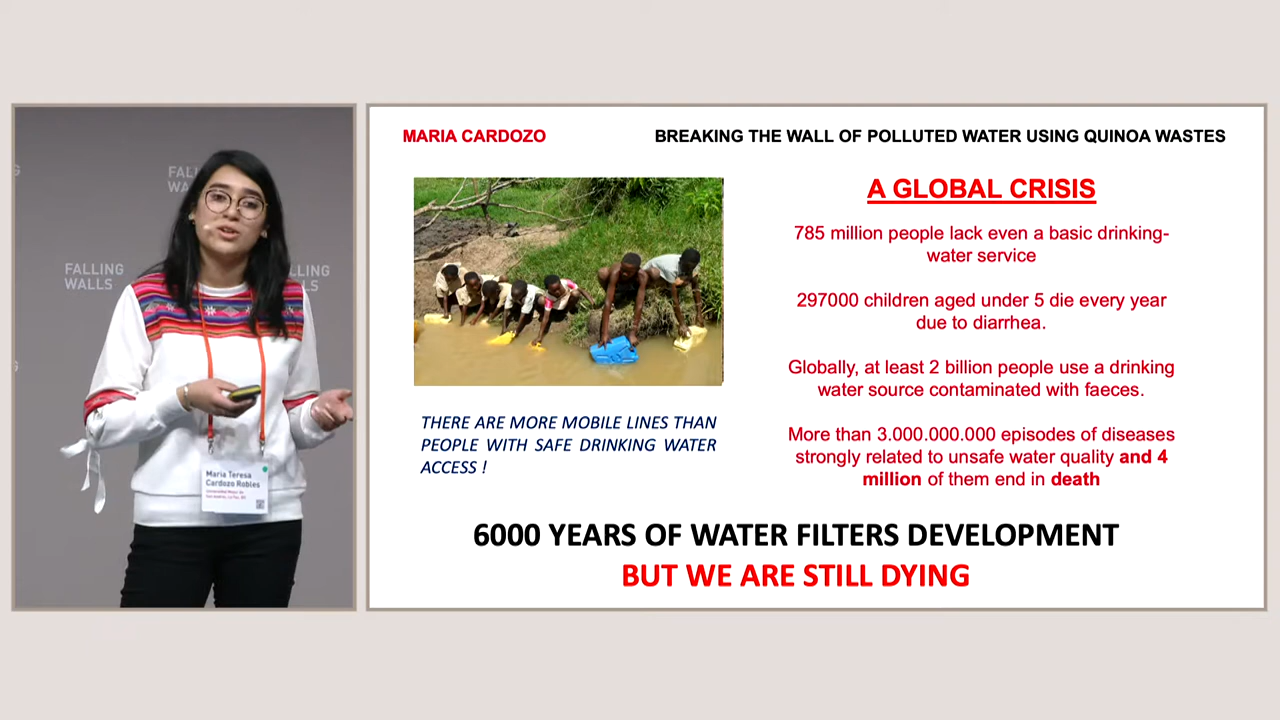 FALLING
WALLS
FALLING
WALLS
Maria Teresa
Cardozo Robles
MARIA CARDOZO
BREAKING THE WALL OF POLLUTED WATER USING QUINOA WASTES
A GLOBAL CRISIS
785 million people lack even a basic drinking-
water service
297000 children aged under 5 die every year
due to diarrhea.
Globally, at least 2 billion people use a drinking
water source contaminated with faeces.
More than 3.000.000.000 episodes of diseases
strongly related to unsafe water quality and 4
million of them end in death
THERE ARE MORE MOBILE LINES THAN
PEOPLE WITH SAFE DRINKING WATER
ACCESS !
6000 YEARS OF WATER FILTERS DEVELOPMENT
BUT WE ARE STILL DYING